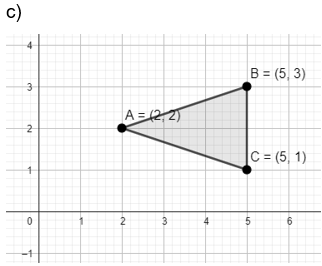 c)
4
B = (5, 3)
3
A = (2, 2)
2
C = (5, 1)
1
0 1 2 3 4 5 6
–1